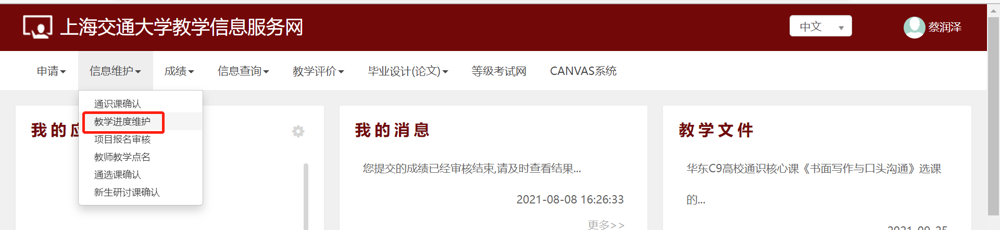 上海交通大学教学信息服务网
中文
蔡润泽
申请
信息维护
成绩
信息查询
教学评价
毕业设计(论文)
等级考试网
CANVAS系统
通识课确认
教学进度维护
项目报名审核
教师教学点名
通选课确认
新生研讨课确认
我的应
我的消息
您提交的成绩已经审核结束,请及时查看结果...
2021-08-08 16:26:33
更多>>
教学文件
华东C9高校通识核心课《书面写作与口头沟通》选课
的...
2021-09-25